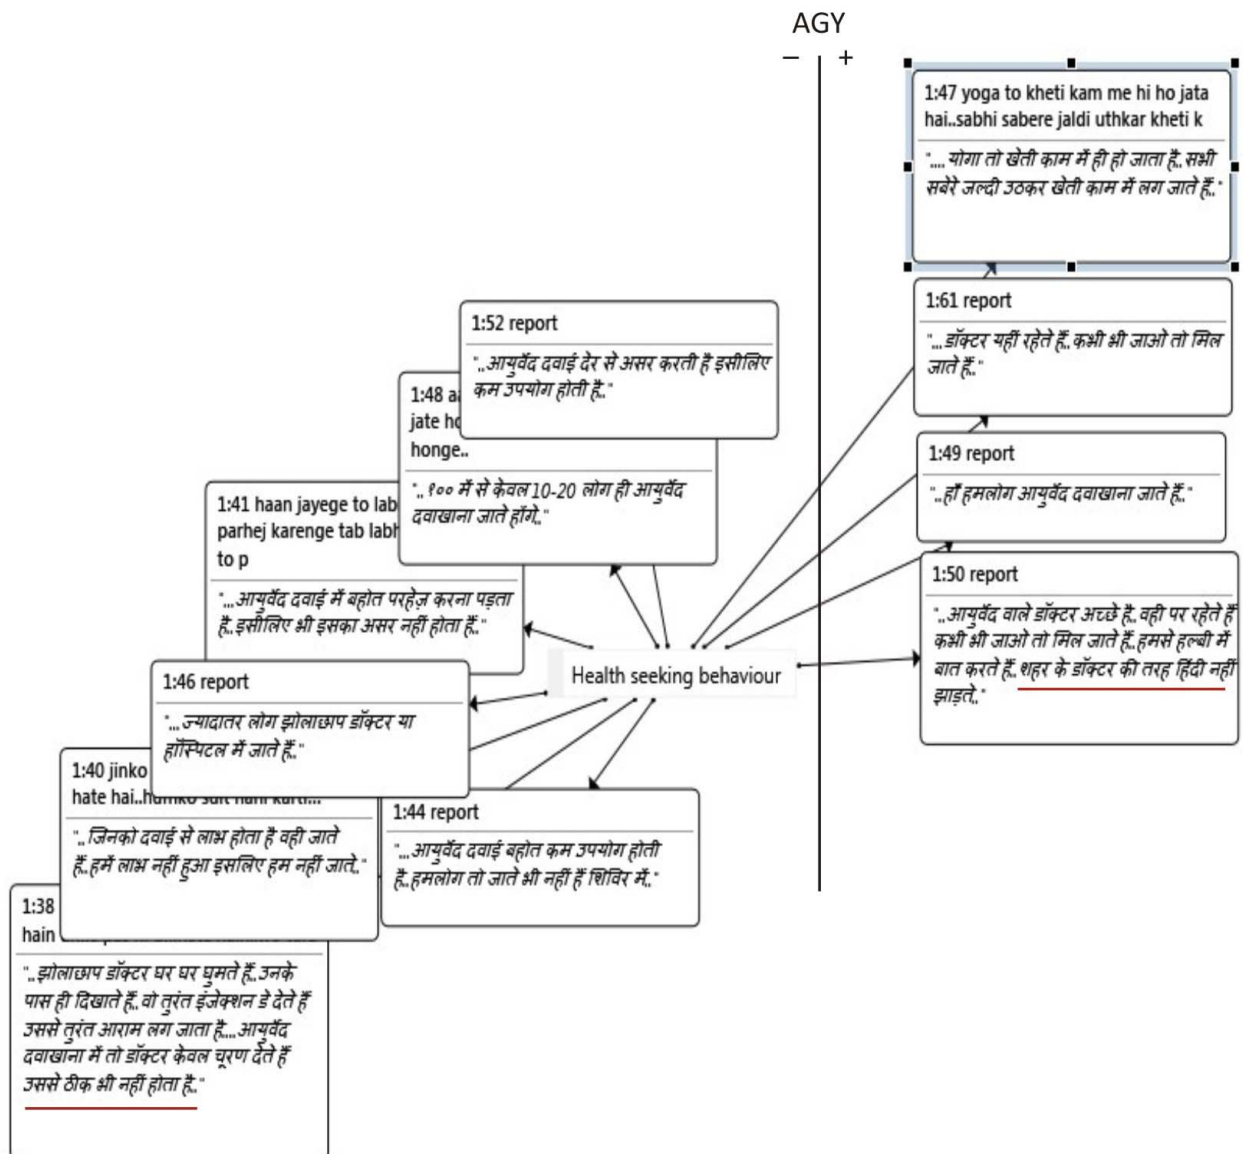 AGY
– +
1:47 yoga to kheti kam me hi ho jata
hai..sabhi sabere jaldi uthkar kheti k
"....योगा तो खेती काम में ही हो जाता है..सभी
सबेरे जल्दी उठकर खेती काम में लग जाते हैं.."
1:61 report
"...डॉक्टर यहीं रहेते हैं..कभी भी जाओ तो मिल
जाते हैं.."
1:49 report
"..हाँ हमलोग आयुर्वेद दवाखाना जाते हैं.."
1:50 report
"..आयुर्वेद वाले डॉक्टर अच्छे है..वही पर रहेते हैं
कभी भी जाओ तो मिल जाते हैं..हमसे हल्बी में
बात करते हैं..शहर के डॉक्टर की तरह हिंदी नहीं
झाड़ते.."
1:52 report
"..आयुर्वेद दवाई देर से असर करती है इसीलिए
कम उपयोग होती है.."
1:48
jate
honge..
"..१०० में से केवल 10-20 लोग ही आयुर्वेद
दवाखाना जाते होंगे.."
1:41 haan jayege to lab
parhej karenge tab labh
to p
"...आयुर्वेद दवाई में बहोत परहेज़ करना पड़ता
है..इसीलिए भी इसका असर नहीं होता हैं.."
Health seeking behaviour
1:46 report
"...ज्यादातर लोग झोलाछाप डॉक्टर या
हॉस्पिटल में जाते हैं.."
1:40 jinko
hate hai..humko suit nahi karti...
"..जिनको दवाई से लाभ होता है वही जाते
हैं..हमें लाभ नहीं हुआ इसलिए हम नहीं जाते.."
1:44 report
"...आयुर्वेद दवाई बहोत कम उपयोग होती
है..हमलोग तो जाते भी नहीं हैं शिविर में.."
1:38
hain
"..झोलाछाप डॉक्टर घर घर घुमते हैं..उनके
पास ही दिखाते हैं..वो तुरंत इंजेक्शन डे देते हैं
उससे तुरंत आराम लग जाता है....आयुर्वेद
दवाखाना में तो डॉक्टर केवल चूरण देते हैं
उससे ठीक भी नहीं होता है.."